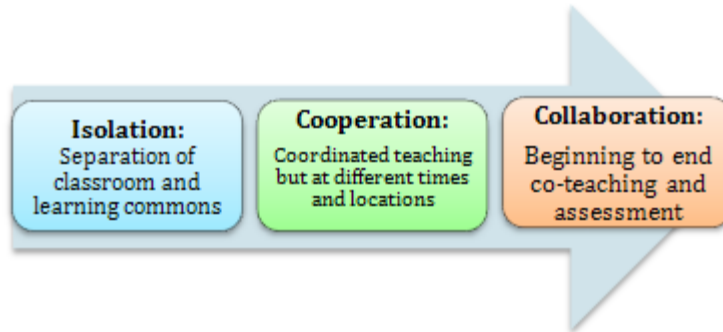 Isolation:
Separation of
classroom and
learning commons
Cooperation:
Coordinated teaching
but at different times
and locations
Collaboration:
Beginning to end
co-teaching and
assessment